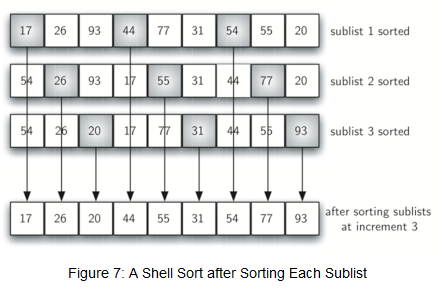 17 26 93 44 77 31 54 55 20 sublist 1 sorted
54 26 93 17 55 31 44 77 20 sublist 2 sorted
54 26 20 17 77 31 44 55 93 sublist 3 sorted
17 26 20 44 55 31 54 77 93 after sorting sublists
at increment 3
Figure 7: A Shell Sort after Sorting Each Sublist